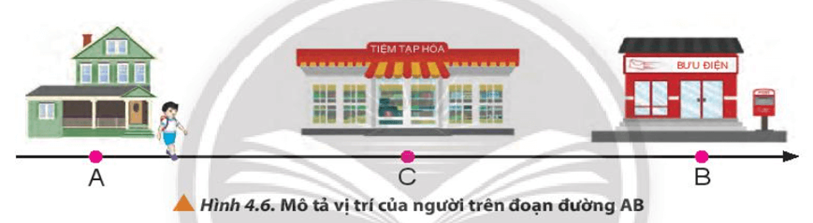 TIỆM TẠP HÓA
BƯU ĐIỆN
A
C
B
Hình 4.6. Mô tả vị trí của người trên đoạn đường AB